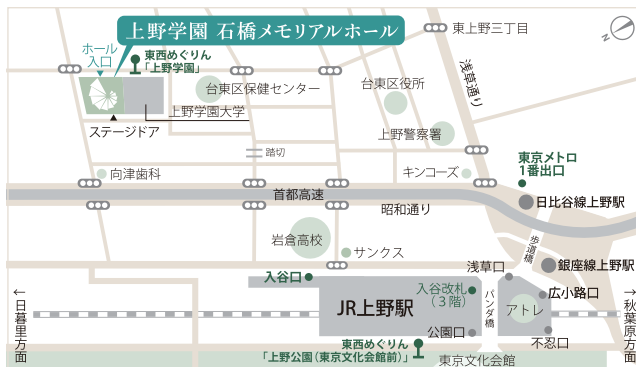 上野学園 石橋メモリアルホール
東上野三丁目
ホール
入口
東西めぐりん
「上野学園」
台東区保健センター
台東区役所
浅草通り
上野学園大学
ステージドア
上野警察署
踏切
向津歯科
キンコーズ
東京メトロ
1番出口
首都高速
昭和通り
日比谷線上野駅
岩倉高校
サンクス
歩道橋
銀座線上野駅
浅草口
入谷口
入谷改札
（3階）
パンダ橋
広小路口
アトレ
JR上野駅
公園口
不忍口
←日暮里方面
→秋葉原方面
東西めぐりん
「上野公園（東京文化会館前）」
東京文化会館
N